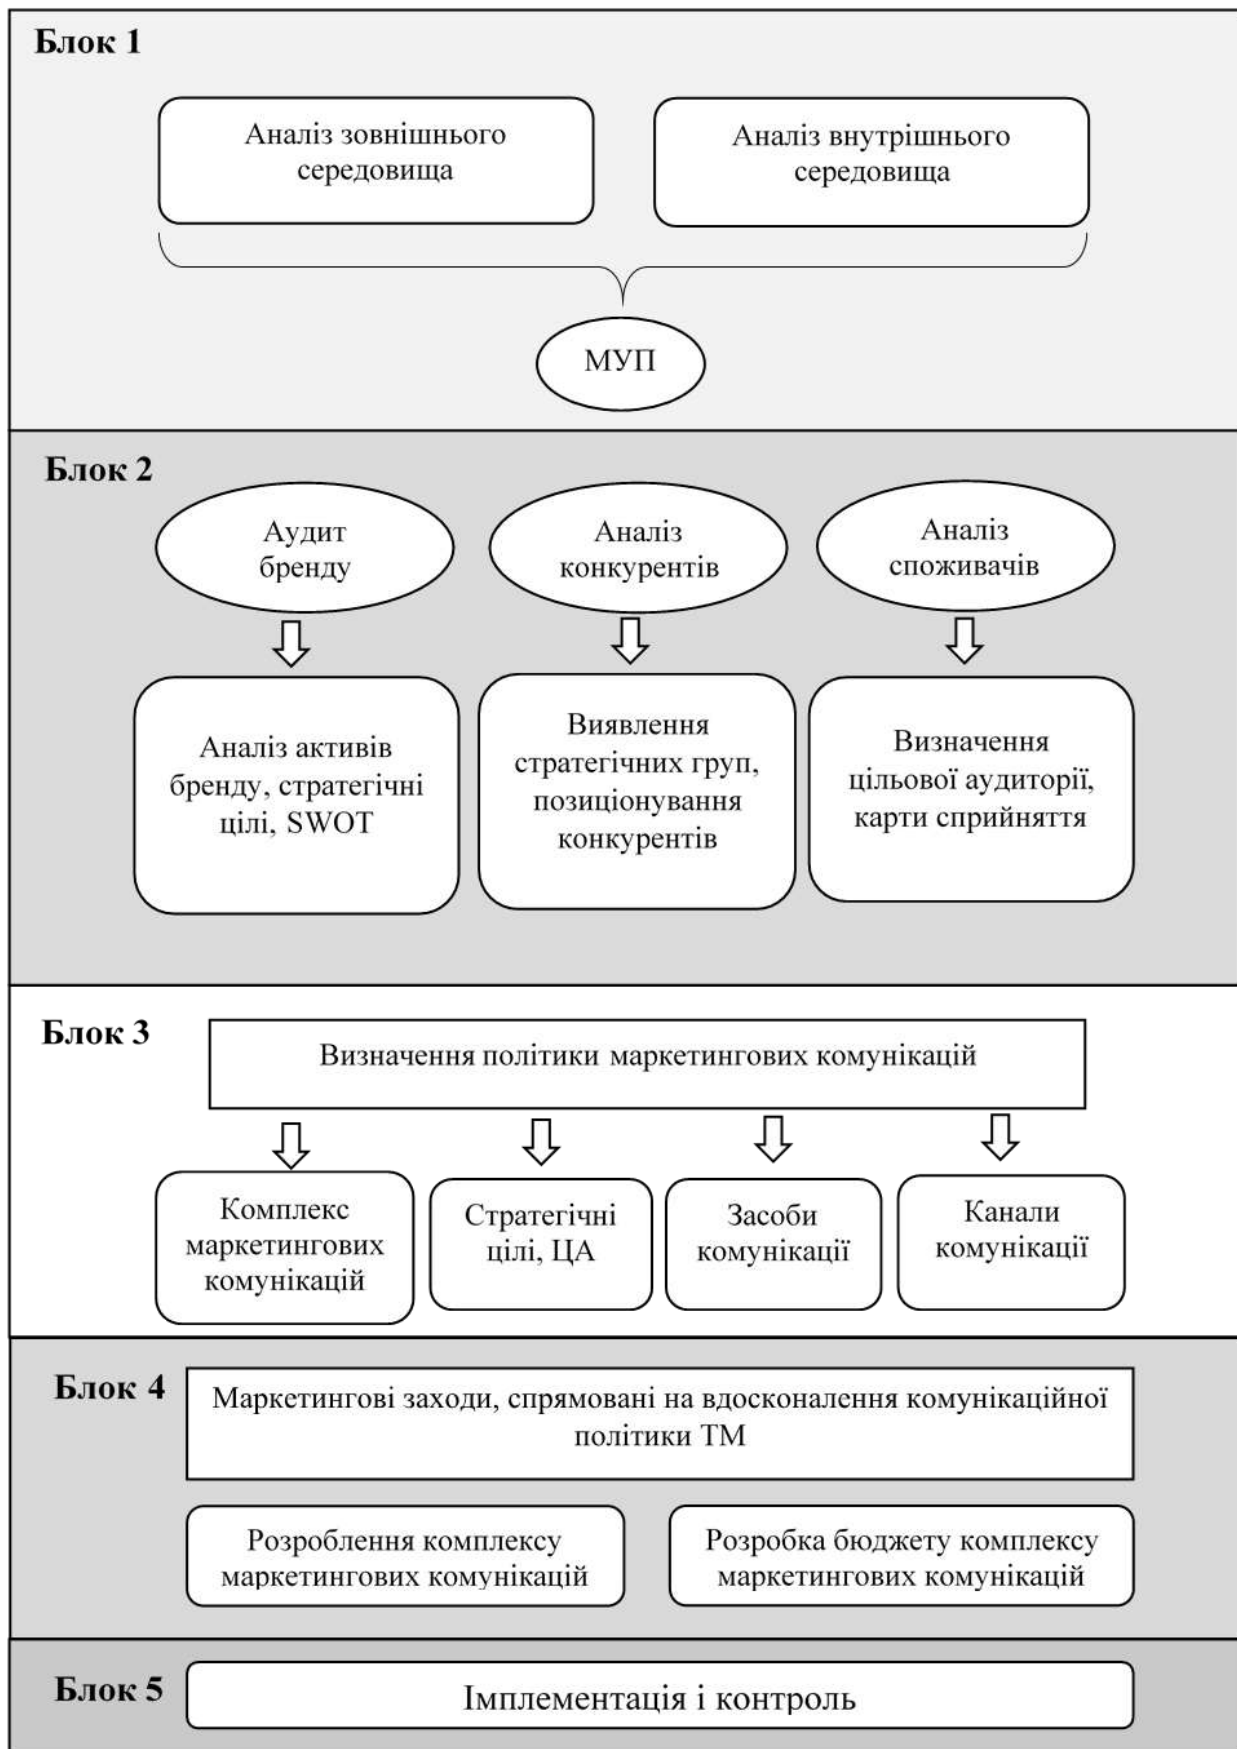 Блок 1
Аналіз зовнішнього
середовища
Аналіз внутрішнього
середовища
МУП
Блок 2
Аудит
бренду
Аналіз
конкурентів
Аналіз
споживачів
Аналіз активів
бренду, стратегічні
цілі, SWOT
Виявлення
стратегічних груп,
позиціонування
конкурентів
Визначення
цільової аудиторії,
карти сприйняття
Блок 3
Визначення політики маркетингових комунікацій
Комплекс
маркетингових
комунікацій
Стратегічні
цілі, ЦА
Засоби
комунікації
Канали
комунікації
Блок 4
Маркетингові заходи, спрямовані на вдосконалення комунікаційної
політики ТМ
Розроблення комплексу
маркетингових комунікацій
Розробка бюджету комплексу
маркетингових комунікацій
Блок 5
Імплементація і контроль